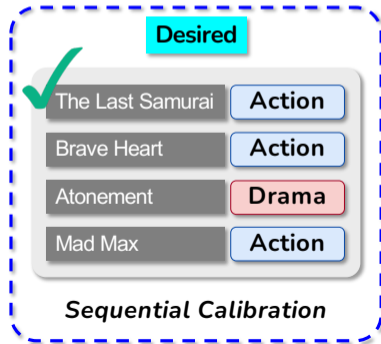 Desired
The Last Samurai Action
Brave Heart Action
Atonement Drama
Mad Max Action
Sequential Calibration